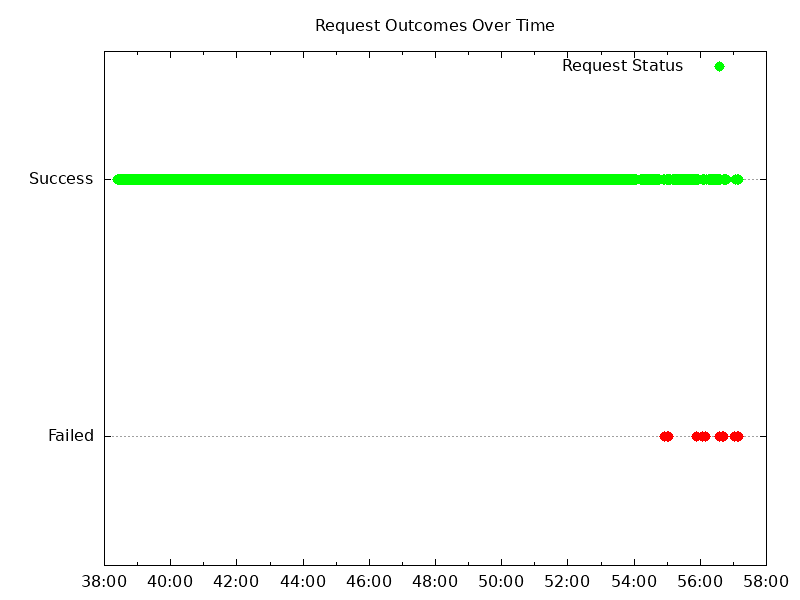 Request Outcomes Over Time
Request Status
Success
Failed
38:00 40:00 42:00 44:00 46:00 48:00 50:00 52:00 54:00 56:00 58:00